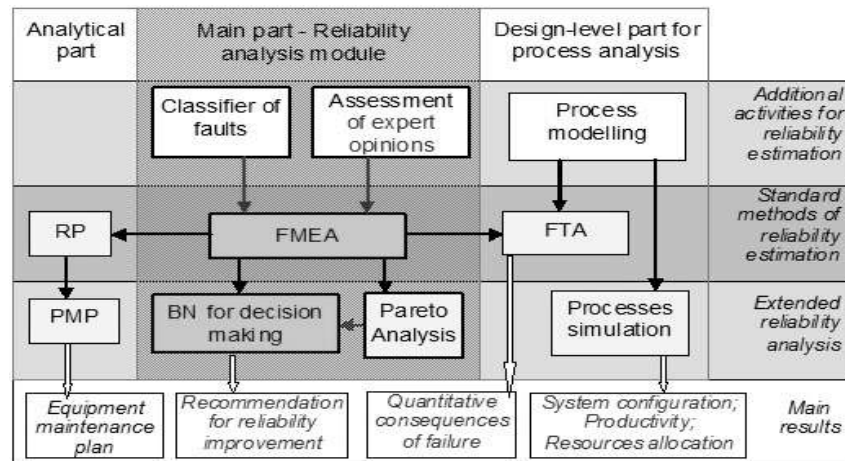 Analytical
part
Main part - Reliability
analysis module
Design-level part for
process analysis
Classifier of
faults
Assessment
of expert
opinions
Process
modelling
Additional
activities for
reliability
estimation
RP
FMEA
FTA
Standard
methods of
reliability
estimation
PMP
BN for decision
making
Pareto
Analysis
Processes
simulation
Extended
reliability
analysis
Equipment
maintenance
plan
Recommendation
for reliability
improvement
Quantitative
consequences
of failure
System configuration;
Productivity;
Resources allocation
Main
results